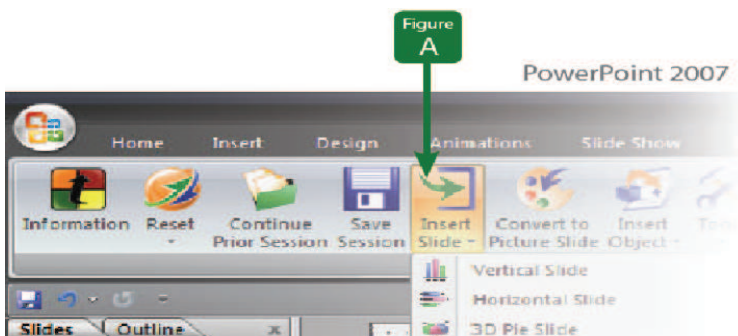 Figure
A
PowerPoint 2007
Home Insert Design Animations Slide Show
Information Reset Continue Prior Session Save Session Insert Slide Convert to Picture Slide Insert Object
Vertical Slide
Horizontal Slide
Slides Outline
3D Pie Slide